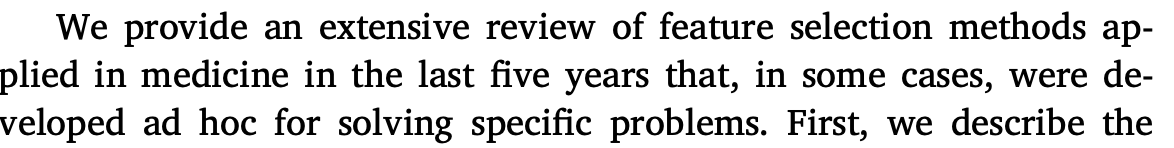 We provide an extensive review of feature selection methods ap-
plied in medicine in the last five years that, in some cases, were de-
veloped ad hoc for solving specific problems. First, we describe the